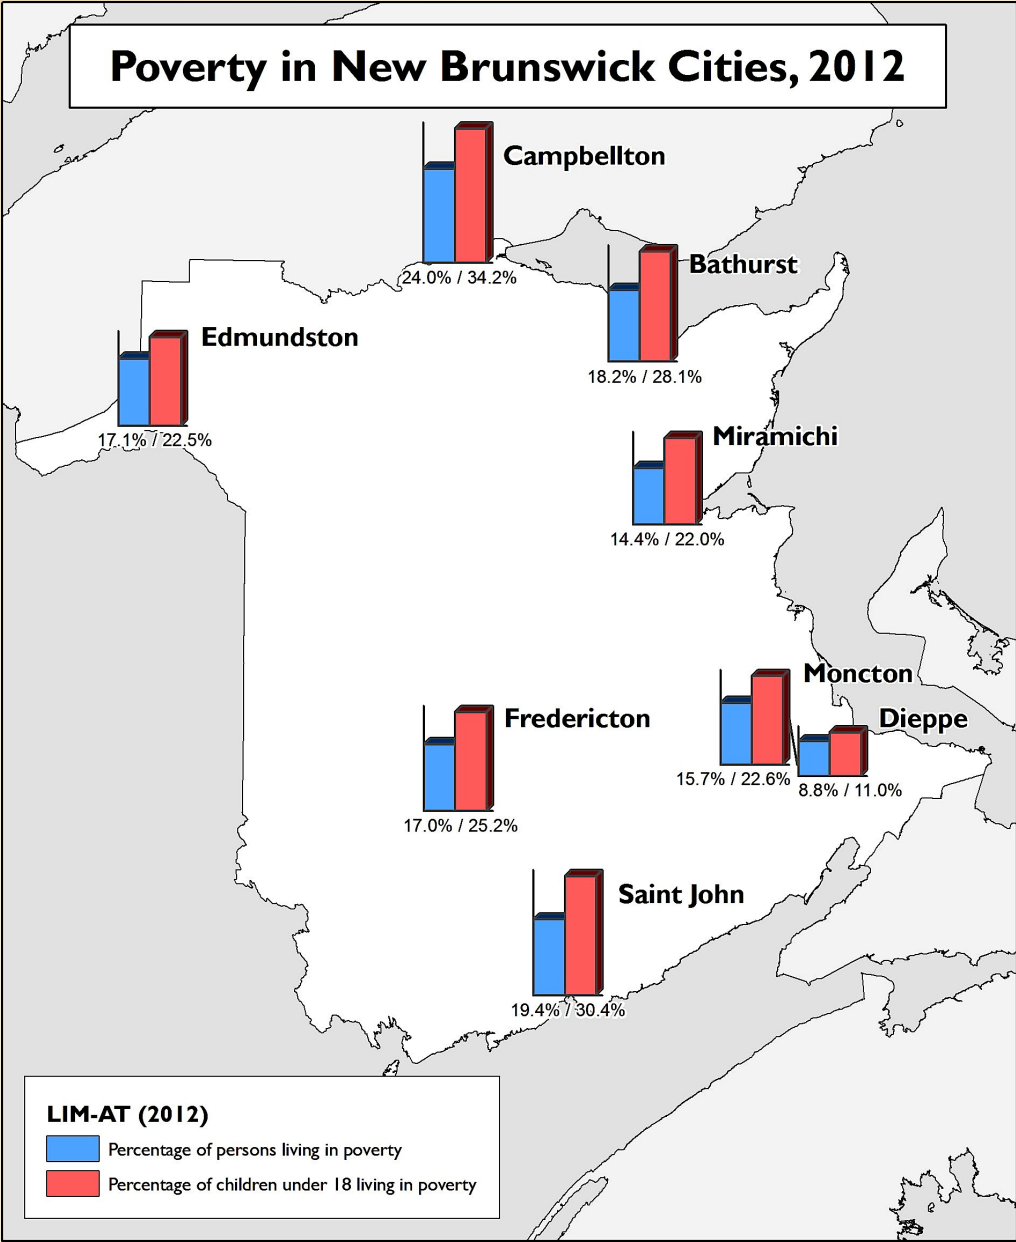 Poverty in New Brunswick Cities, 2012
Campbellton
24.0% / 34.2%
Bathurst
18.2% / 28.1%
Edmundston
17.1% / 22.5%
Miramichi
14.4% / 22.0%
Moncton
15.7% / 22.6%
Dieppe
8.8% / 11.0%
Fredericton
17.0% / 25.2%
Saint John
19.4% / 30.4%
LIM-AT (2012)
Percentage of persons living in poverty
Percentage of children under 18 living in poverty